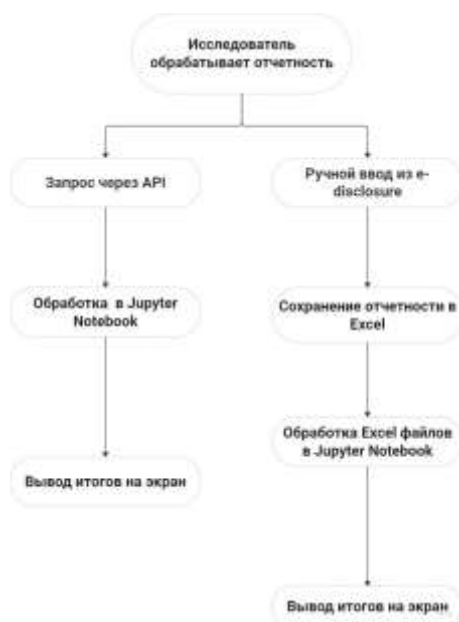 Исследователь
обрабатывает отчетность
Запрос через API
Ручной ввод из e-
disclosure
Обработка в Jupyter
Notebook
Сохранение отчетности в
Excel
Обработка Excel файлов
в Jupyter Notebook
Вывод итогов на экран
Вывод итогов на экран